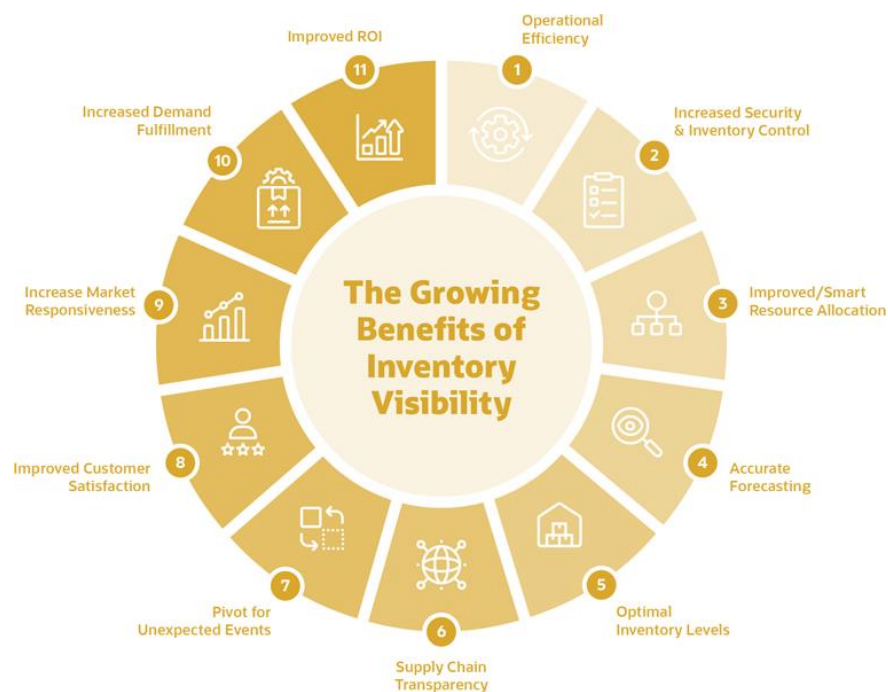 The Growing
Benefits of
Inventory
Visibility
1
Operational
Efficiency
2
Increased Security
& Inventory Control
3
Improved/Smart
Resource Allocation
4
Accurate
Forecasting
5
Optimal
Inventory Levels
6
Supply Chain
Transparency
7
Pivot for
Unexpected Events
8
Improved Customer
Satisfaction
9
Increase Market
Responsiveness
10
Increased Demand
Fulfillment
11
Improved ROI